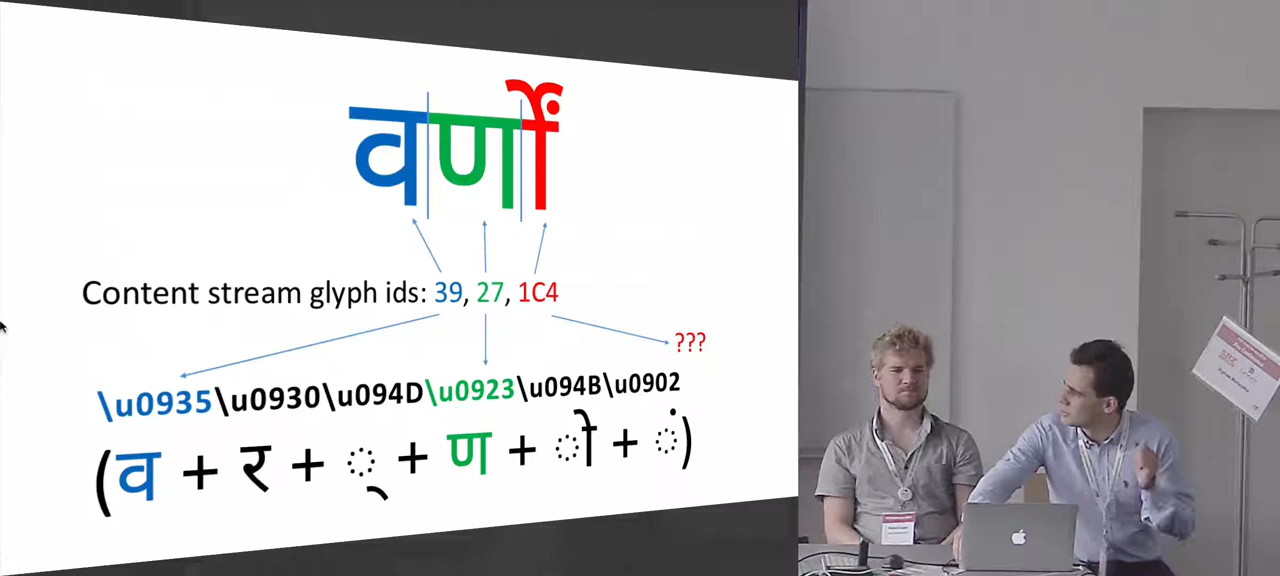 वर्णों
Content stream glyph ids: 39, 27, 1C4
???
\u0935\u0930\u094D\u0923\u094B\u0902
(व + र + ् + ण + ो + ं)